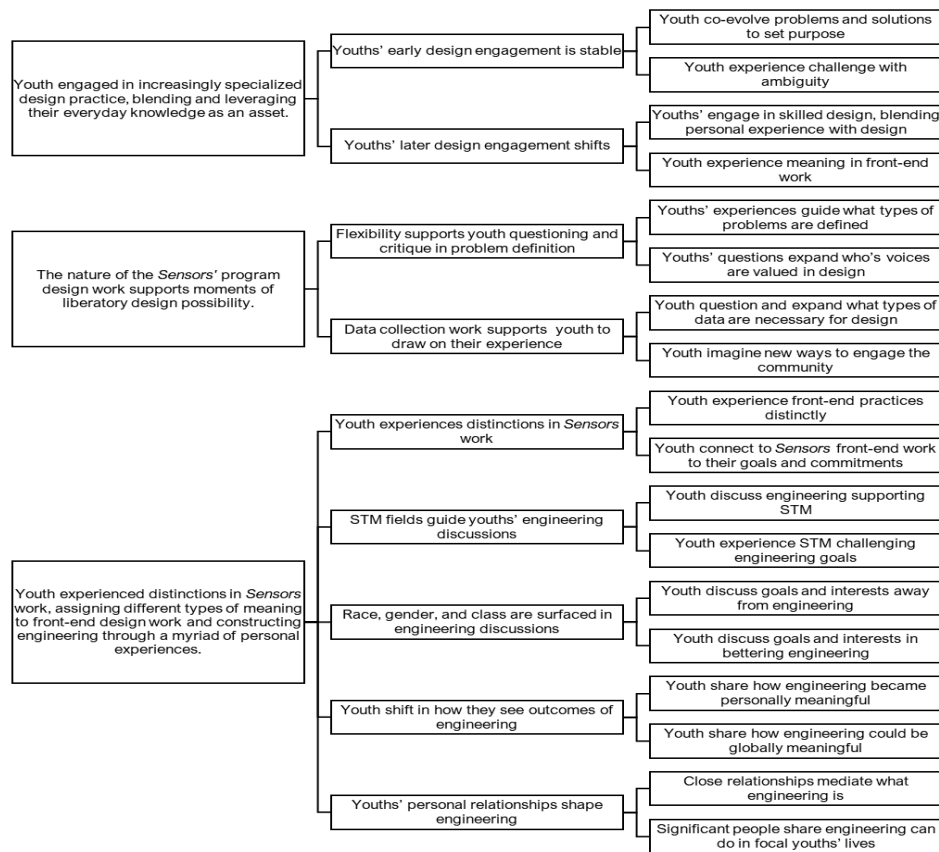 Youth engaged in increasingly specialized
design practice, blending and leveraging
their everyday knowledge as an asset.
Youths’ early design engagement is stable
Youth co-evolve problems and solutions
to set purpose
Youth experience challenge with
ambiguity
Youths’ later design engagement shifts
Youths’ engage in skilled design, blending
personal experience with design
Youth experience meaning in front-end
work
The nature of the Sensors’ program
design work supports moments of
liberatory design possibility.
Flexibility supports youth questioning and
critique in problem definition
Youths’ experiences guide what types of
problems are defined
Youths’ questions expand who’s voices
are valued in design
Data collection work supports youth to
draw on their experience
Youth question and expand what types of
data are necessary for design
Youth imagine new ways to engage the
community
Youth experienced distinctions in Sensors
work, assigning different types of meaning
to front-end design work and constructing
engineering through a myriad of personal
experiences.
Youth experiences distinctions in Sensors
work
Youth experience front-end practices
distinctly
Youth connect to Sensors front-end work
to their goals and commitments
STM fields guide youths’ engineering
discussions
Youth discuss engineering supporting
STM
Youth experience STM challenging
engineering goals
Race, gender, and class are surfaced in
engineering discussions
Youth discuss goals and interests away
from engineering
Youth discuss goals and interests in
bettering engineering
Youth shift in how they see outcomes of
engineering
Youth share how engineering became
personally meaningful
Youth share how engineering could be
globally meaningful
Youths’ personal relationships shape
engineering
Close relationships mediate what
engineering is
Significant people share engineering can
do in focal youths’ lives